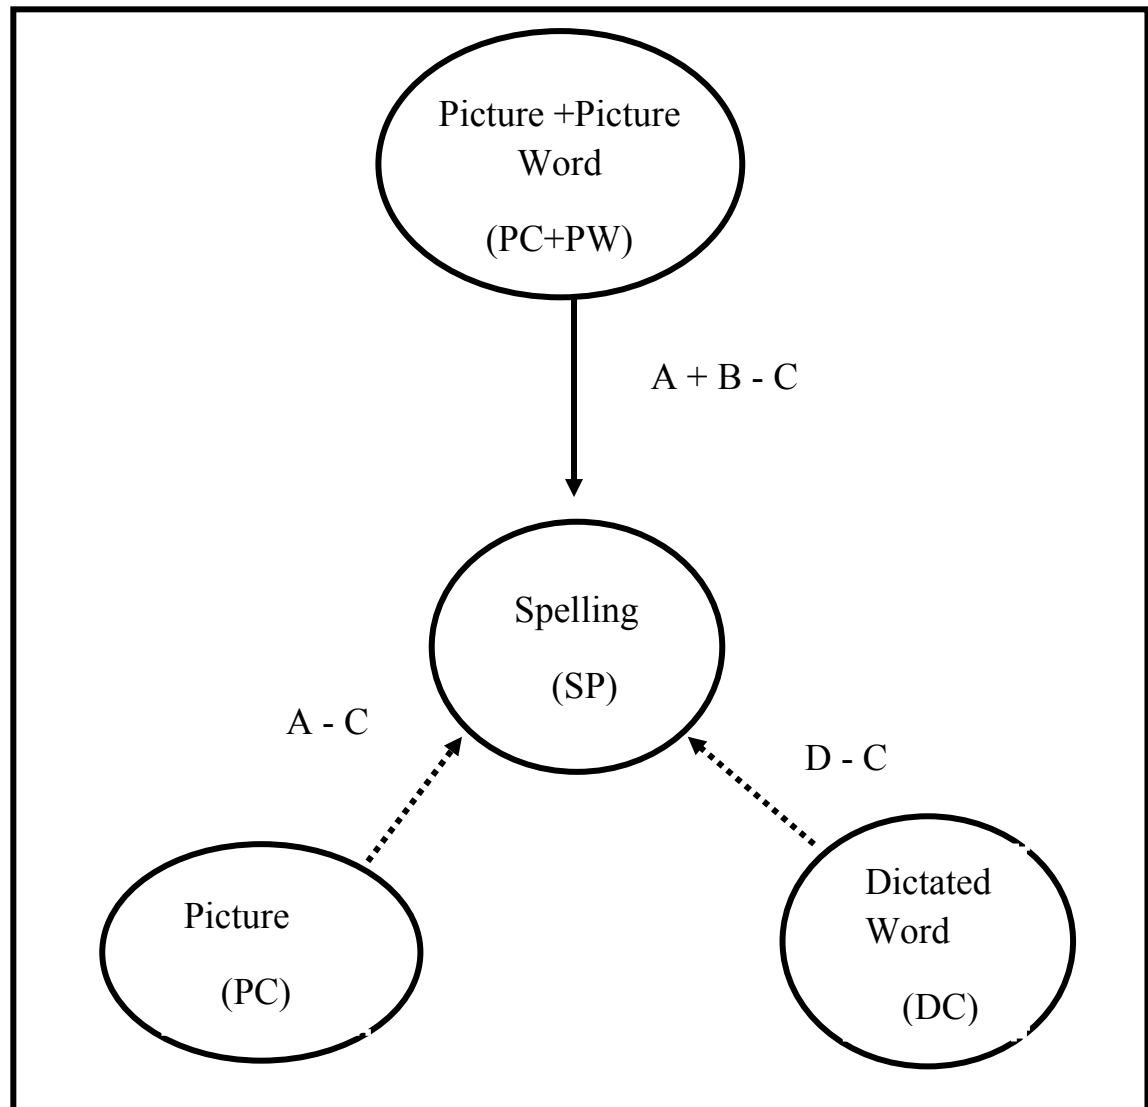 Picture +Picture
Word
(PC+PW)
A + B - C
Spelling
(SP)
A - C
D - C
Picture
(PC)
Dictated
Word
(DC)